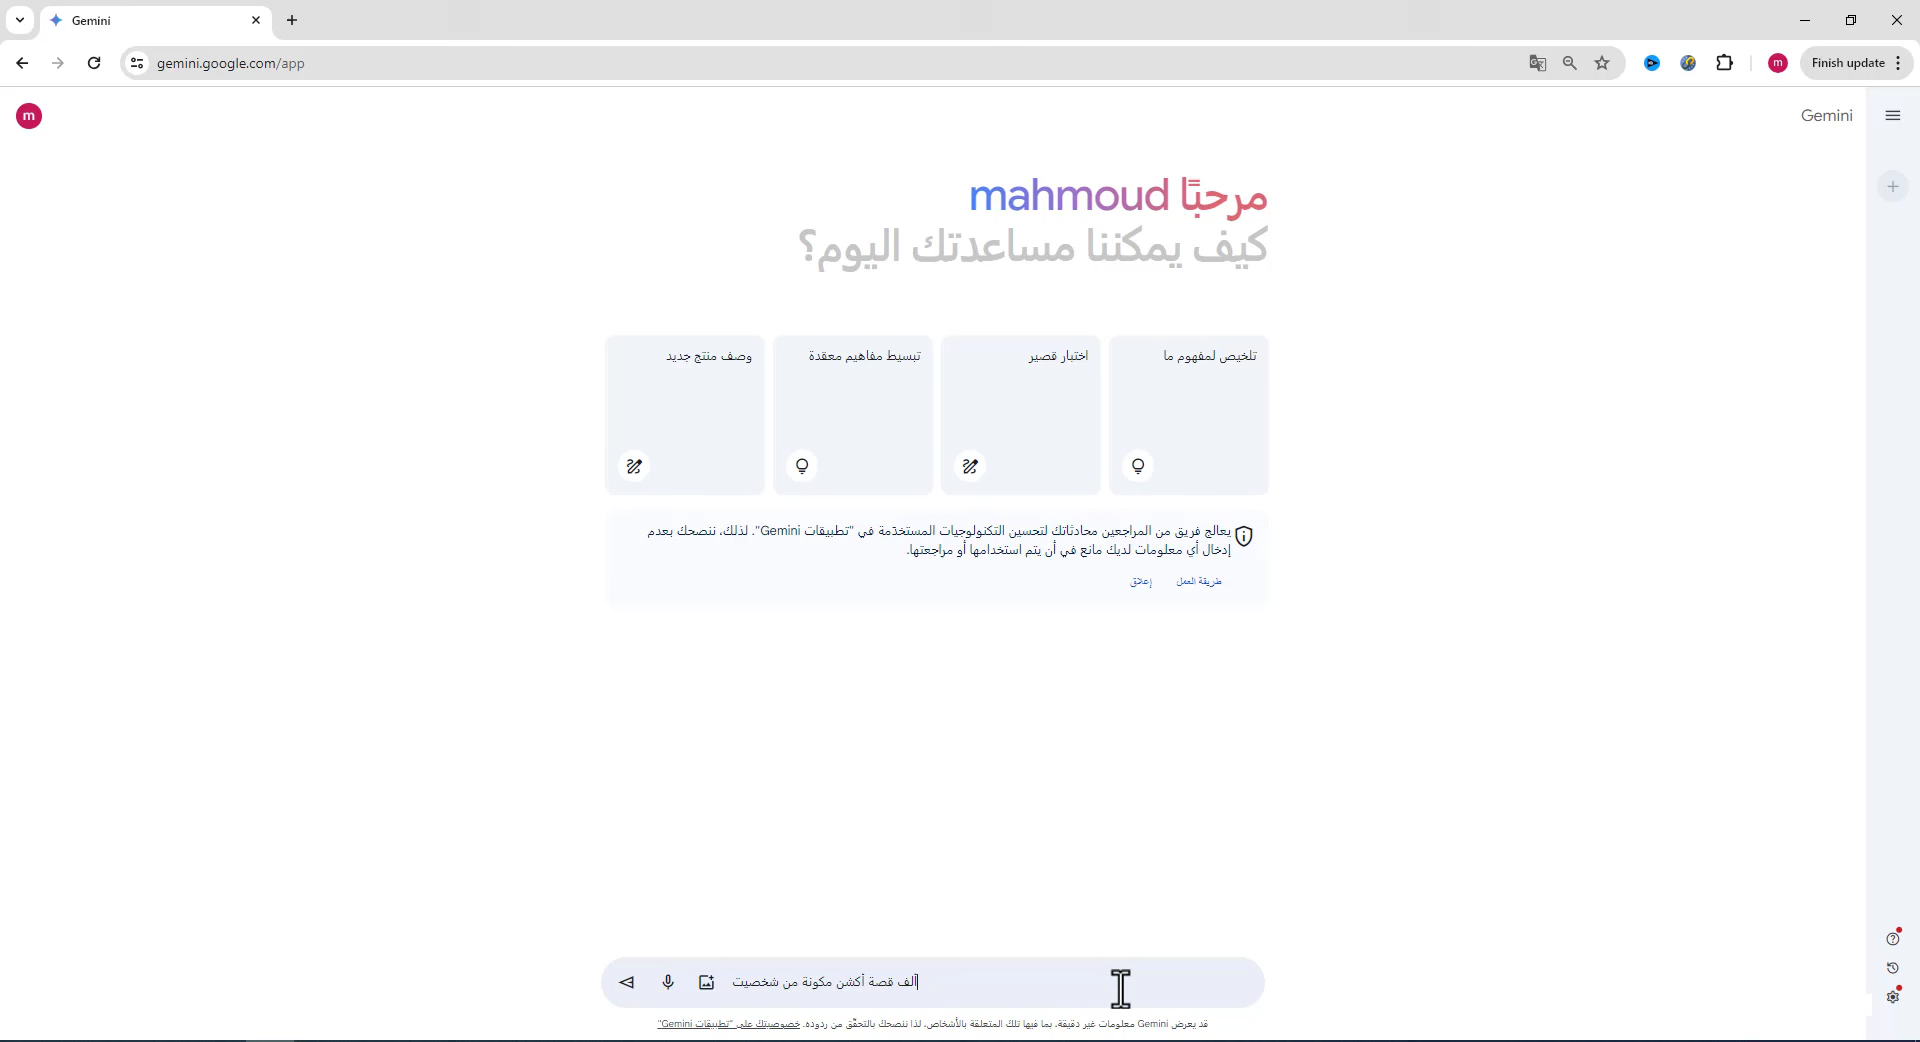 Gemini
gemini.google.com/app
m
Finish update
m
Gemini
مرحبًا mahmoud
كيف يمكننا مساعدتك اليوم؟
تلخيص لمفهوم ما
اختبار قصير
تبسيط مفاهيم معقدة
وصف منتج جديد
يعالج فريق من المراجعين محادثاتك لتحسين التكنولوجيات المستخدَمة في "تطبيقات Gemini". لذلك، ننصحك بعدم
إدخال أي معلومات لديك مانع في أن يتم استخدامها أو مراجعتها.
طريقة العمل
إغلاق
ألف قصة أكشن مكونة من شخصيت
قد يعرض Gemini معلومات غير دقيقة، بما فيها تلك المتعلقة بالأشخاص، لذا ننصحك بالتحقّق من ردوده. خصوصيتك على "تطبيقات Gemini"